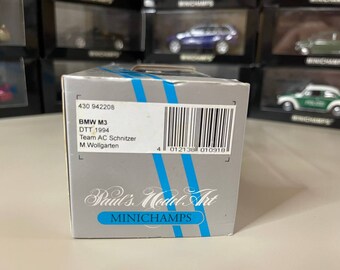 430 942208
BMW M3
DTT 1994
Team AC Schnitzer
M.Wollgarten
4 012138 010918
Paul's Model Art
MINICHAMPS